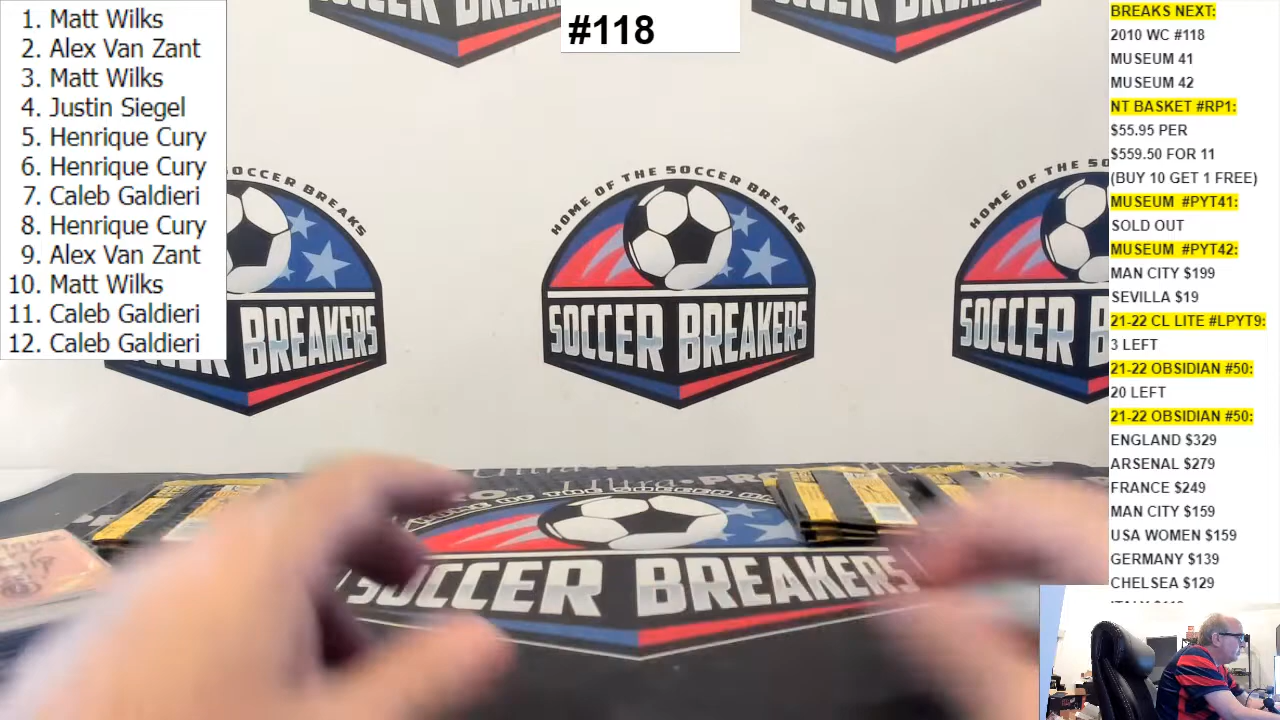 1. Matt Wilks
2. Alex Van Zant
3. Matt Wilks
4. Justin Siegel
5. Henrique Cury
6. Henrique Cury
7. Caleb Galdieri
8. Henrique Cury
9. Alex Van Zant
10. Matt Wilks
11. Caleb Galdieri
12. Caleb Galdieri
#118
SOCCER BREAKS
BREAKERS
HOME OF THE SOCCER BREAKS
SOCCER BREAKERS
HOME OF THE SO
SOCCER B
SOCCER BREAKERS
BREAKS NEXT:
2010 WC #118
MUSEUM 41
MUSEUM 42
NT BASKET #RP1:
$55.95 PER
$559.50 FOR 11
(BUY 10 GET 1 FREE)
MUSEUM #PYT41:
SOLD OUT
MUSEUM #PYT42:
MAN CITY $199
SEVILLA $19
21-22 CL LITE #LPYT9:
3 LEFT
21-22 OBSIDIAN #50:
20 LEFT
21-22 OBSIDIAN #50:
ENGLAND $329
ARSENAL $279
FRANCE $249
MAN CITY $159
USA WOMEN $159
GERMANY $139
CHELSEA $129